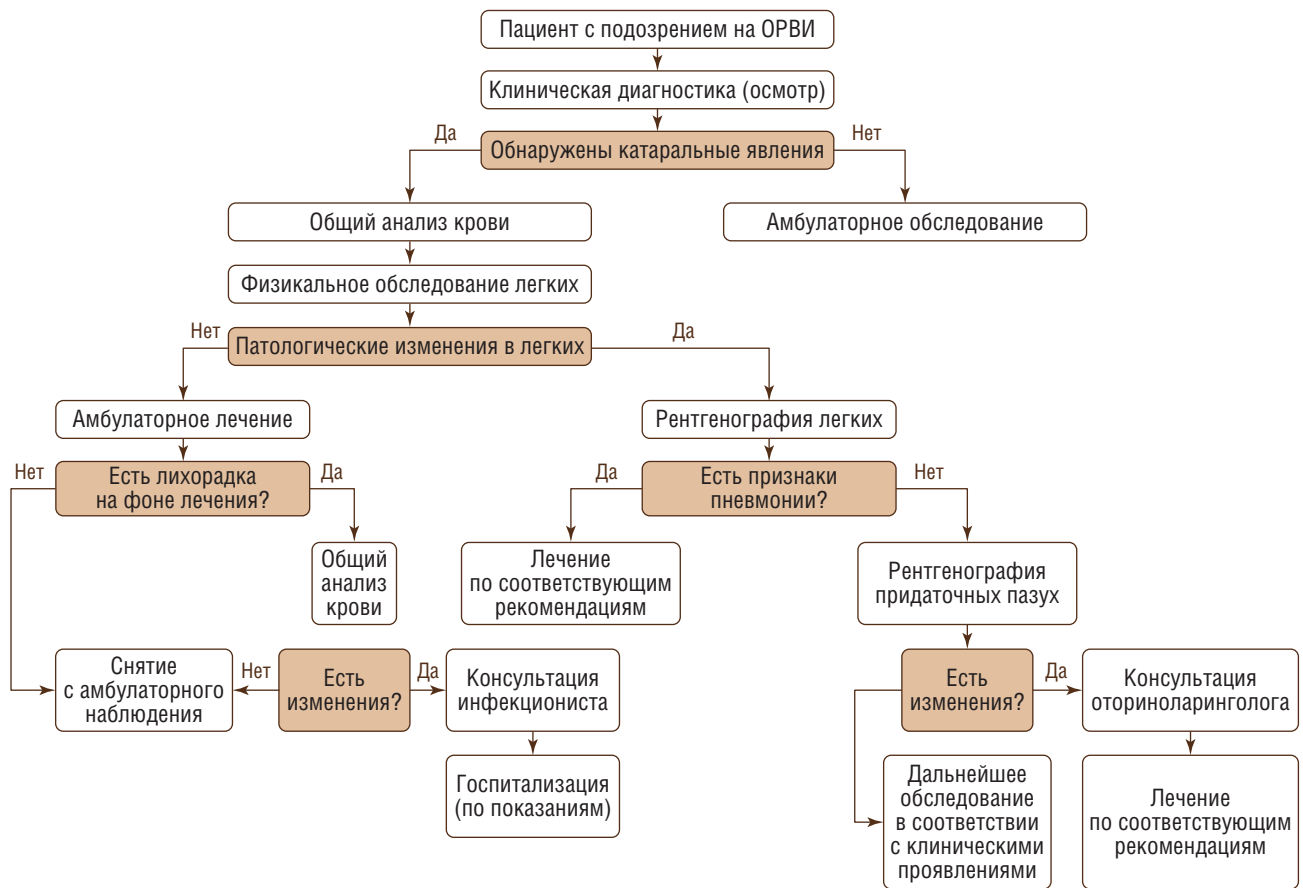 Пациент с подозрением на ОРВИ
Клиническая диагностика (осмотр)
Да
Нет
Обнаружены катаральные явления
Общий анализ крови
Амбулаторное обследование
Физикальное обследование легких
Нет
Да
Патологические изменения в легких
Амбулаторное лечение
Рентгенография легких
Нет
Есть лихорадка
на фоне лечения?
Да
Да
Есть признаки
пневмонии?
Нет
Общий
анализ
крови
Лечение
по соответствующим
рекомендациям
Рентгенография
придаточных пазух
Снятие
с амбулаторного
наблюдения
Нет
Есть
изменения?
Да
Консультация
инфекциониста
Есть
изменения?
Да
Консультация
оториноларинголога
Госпитализация
(по показаниям)
Дальнейшее
обследование
в соответствии
с клиническими
проявлениями
Лечение
по соответствующим
рекомендациям